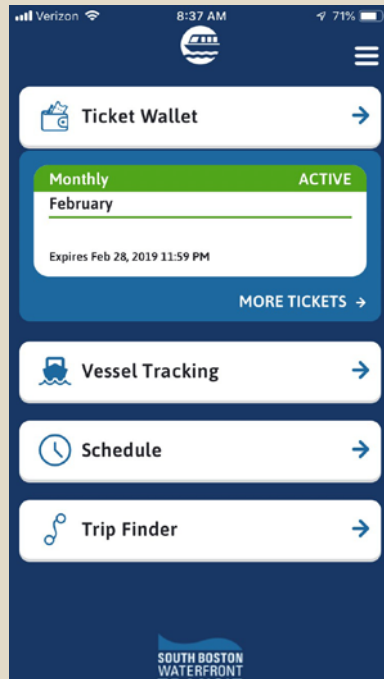 Verizon 8:37 AM 71%
Ticket Wallet
Monthly ACTIVE
February
Expires Feb 28, 2019 11:59 PM
MORE TICKETS
Vessel Tracking
Schedule
Trip Finder
SOUTH BOSTON
WATERFRONT